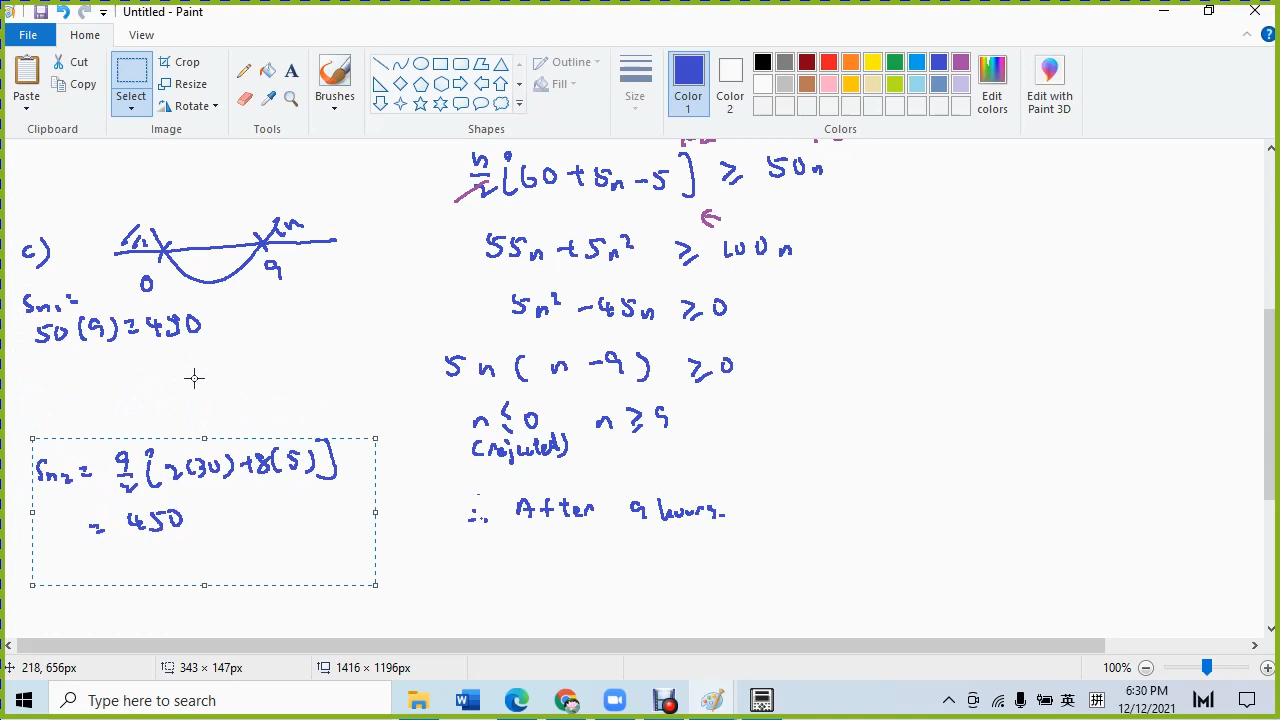 Untitled - Paint
File Home View
Paste
Cut
Copy
Clipboard
Select
Crop
Resize
Rotate
Image
Tools
Brushes
Shapes
Outline
Fill
Size
Color 1
Color 2
Edit colors
Edit with Paint 3D
Colors
n/2 [60 + 5n - 5] ≥ 50n
55n + 5n² ≥ 100n
5n² - 45n ≥ 0
5n ( n - 9 ) ≥ 0
n ≤ 0 n ≥ 9
(rejected)
∴ After 9 hours.
c)
0 9
Sn₁ =
50 (9) = 450
Sn₂ = 9/2 [2(30) + 8(5)]
= 450
218, 656px 343 × 147px 1416 × 1196px 100%
Type here to search
英 拼
6:30 PM
12/12/2021